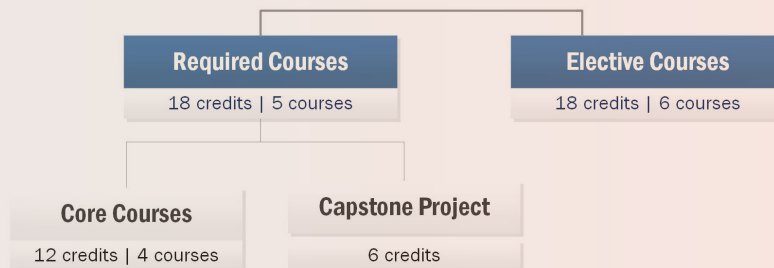 Required Courses
18 credits | 5 courses
Elective Courses
18 credits | 6 courses
Core Courses
12 credits | 4 courses
Capstone Project
6 credits